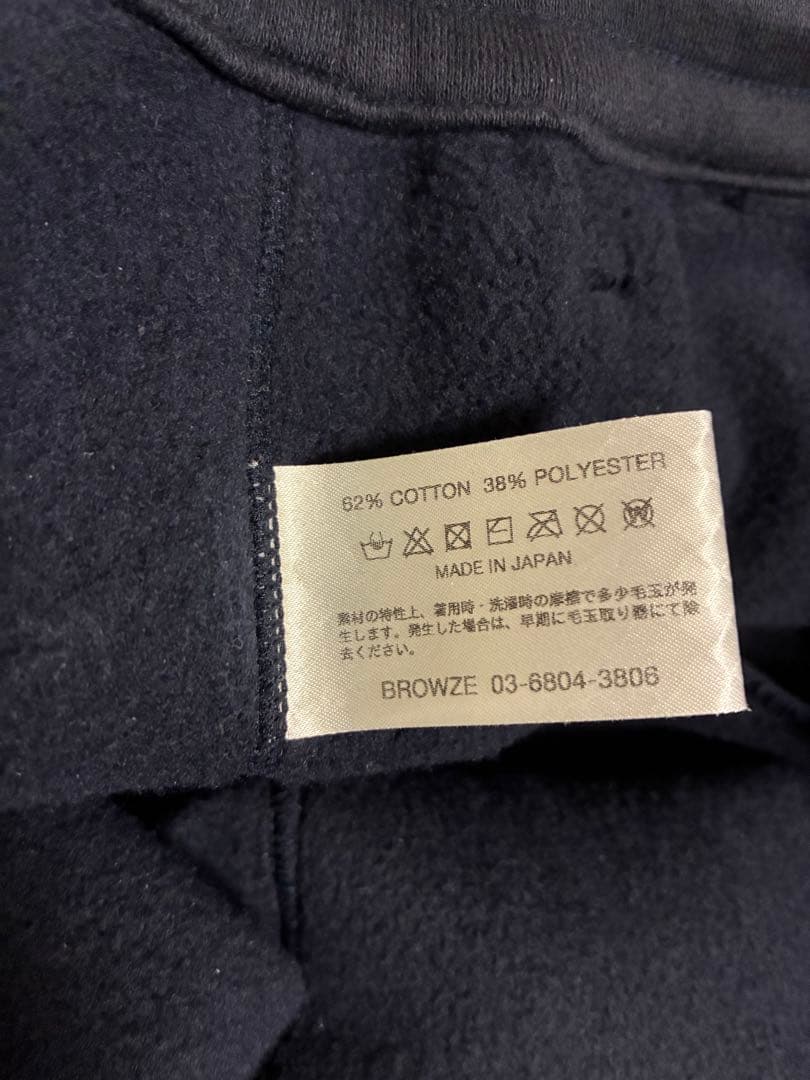 62% COTTON 38% POLYESTER
MADE IN JAPAN
素材の特性上、着用時・洗濯時の摩擦で多少毛玉が発
生します。発生した場合は、早期に毛玉取り器にて除
去ください。
BROWZE 03-6804-3806